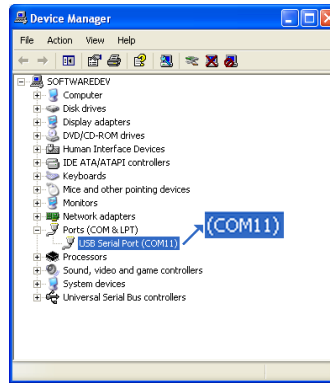 Device Manager
File Action View Help
SOFTWAREDEV
Computer
Disk drives
Display adapters
DVD/CD-ROM drives
Human Interface Devices
IDE ATA/ATAPI controllers
Keyboards
Mice and other pointing devices
Monitors
Network adapters
Ports (COM & LPT)
USB Serial Port (COM11)
(COM11)
Processors
Sound, video and game controllers
System devices
Universal Serial Bus controllers